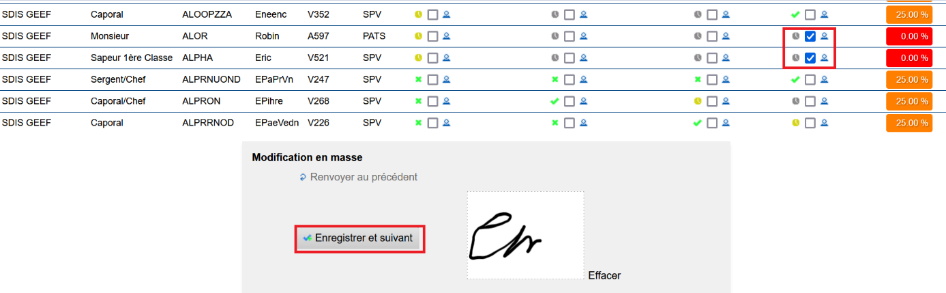 SDIS GEEF Caporal ALOOPZZA Eneenc V352 SPV 25.00 %
SDIS GEEF Monsieur ALOR Robin A597 PATS 0.00 %
SDIS GEEF Sapeur 1ère Classe ALPHA Eric V521 SPV 0.00 %
SDIS GEEF Sergent/Chef ALPRNUOND EPaPrVn V247 SPV 25.00 %
SDIS GEEF Caporal/Chef ALPRON EPihre V268 SPV 25.00 %
SDIS GEEF Caporal ALPRRNOD EPaeVedn V226 SPV 25.00 %
Modification en masse
Renvoyer au précédent
Enregistrer et suivant
Effacer